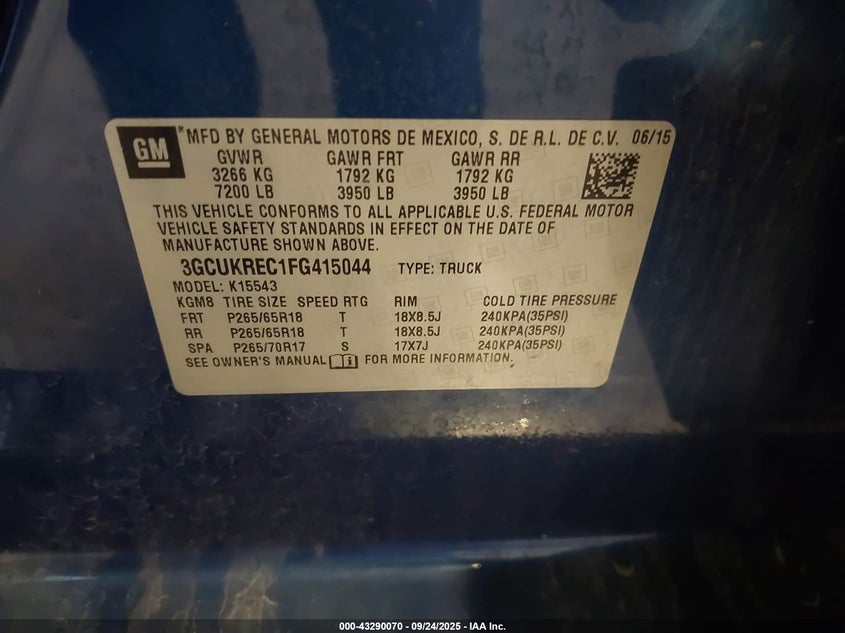 GM
* MFD BY GENERAL MOTORS DE MEXICO, S. DE R.L. DE C.V. 06/15
GVWR GAWR FRT GAWR RR
3266 KG 1792 KG 1792 KG
7200 LB 3950 LB 3950 LB
THIS VEHICLE CONFORMS TO ALL APPLICABLE U.S. FEDERAL MOTOR
VEHICLE SAFETY STANDARDS IN EFFECT ON THE DATE OF
MANUFACTURE SHOWN ABOVE.
3GCUKREC1FG415044 TYPE: TRUCK
MODEL: K15543
KGM8 TIRE SIZE SPEED RTG RIM COLD TIRE PRESSURE
FRT P265/65R18 T 18X8.5J 240KPA(35PSI)
RR P265/65R18 T 18X8.5J 240KPA(35PSI)
SPA P265/70R17 S 17X7J 240KPA(35PSI)
SEE OWNER'S MANUAL FOR MORE INFORMATION.
000-43290070 - 09/24/2025 - IAA Inc.